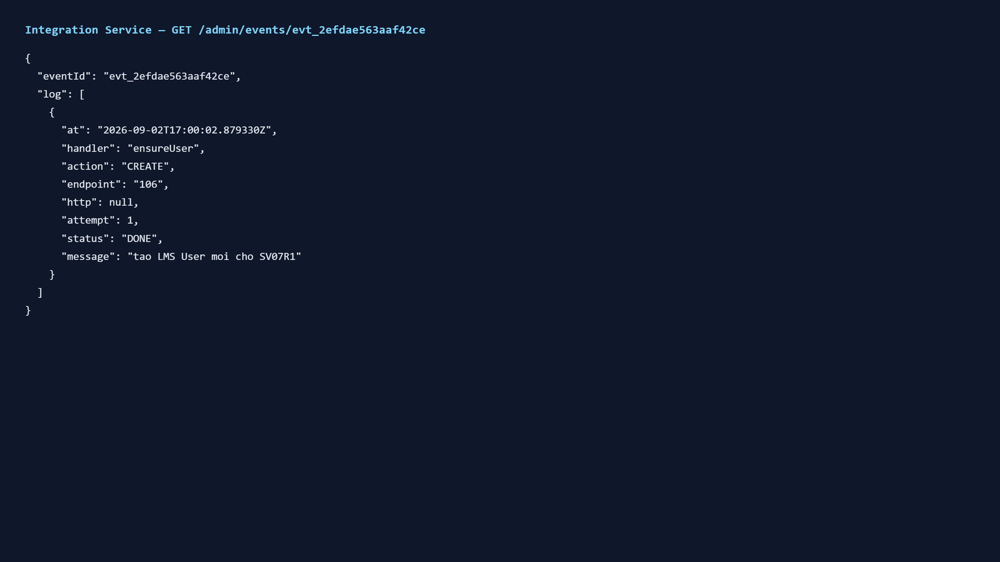 Integration Service — GET /admin/events/evt_2efdae563aaf42ce
{
"eventId": "evt_2efdae563aaf42ce",
"log": [
{
"at": "2026-09-02T17:00:02.879330Z",
"handler": "ensureUser",
"action": "CREATE",
"endpoint": "106",
"http": null,
"attempt": 1,
"status": "DONE",
"message": "tao LMS User moi cho SV07R1"
}
]
}